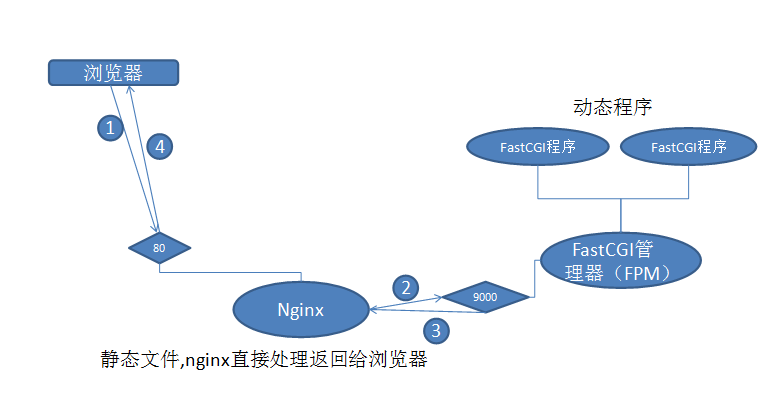 浏览器
动态程序
1
4
FastCGI程序
FastCGI程序
80
FastCGI管
理器（FPM）
2
9000
Nginx
3
静态文件,nginx直接处理返回给浏览器